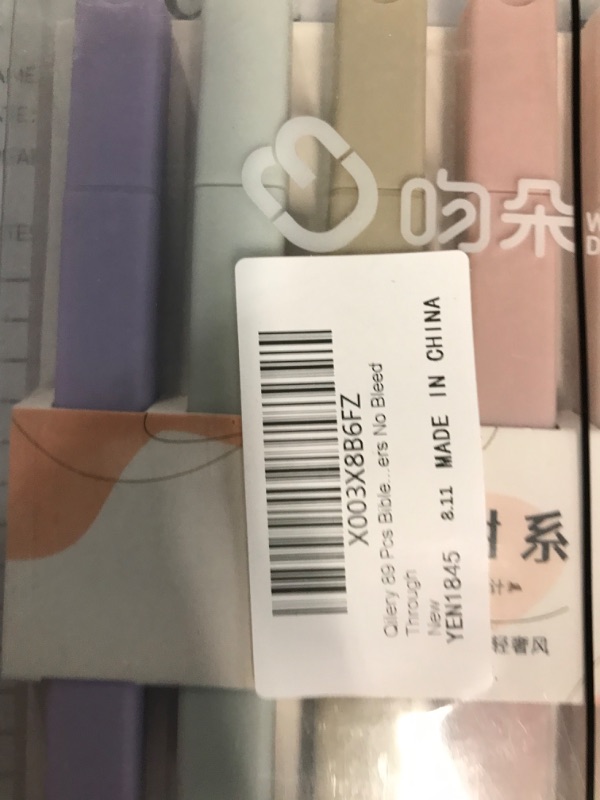 吻朵
X003X8B6FZ
Qilery 89 Pcs Bible...ers No Bleed
Through
New
YEN1845 8.11 MADE IN CHINA
系
轻奢风